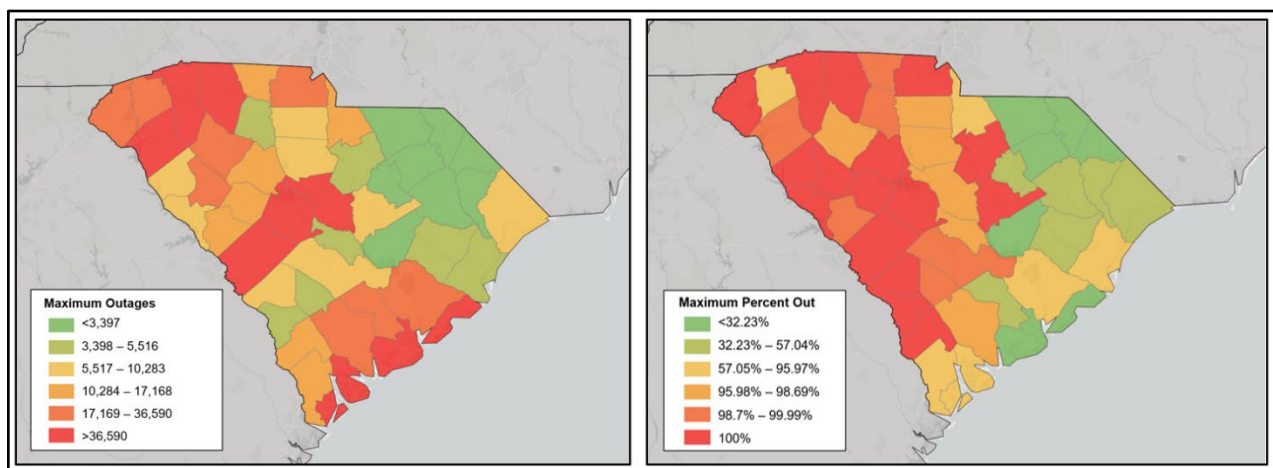 Maximum Outages
<3,397
3,398 – 5,516
5,517 – 10,283
10,284 – 17,168
17,169 – 36,590
>36,590
Maximum Percent Out
<32.23%
32.23% – 57.04%
57.05% – 95.97%
95.98% – 98.69%
98.7% – 99.99%
100%